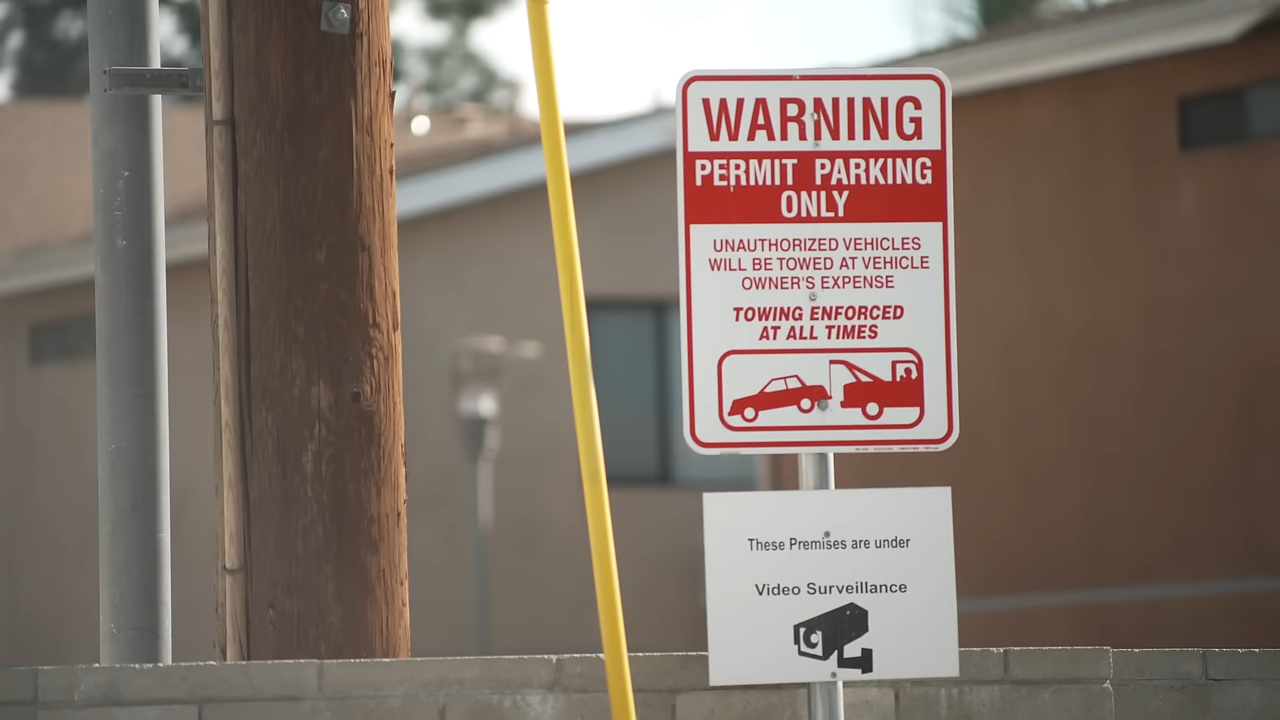 WARNING
PERMIT PARKING
ONLY
UNAUTHORIZED VEHICLES
WILL BE TOWED AT VEHICLE
OWNER'S EXPENSE
TOWING ENFORCED
AT ALL TIMES
These Premises are under
Video Surveillance